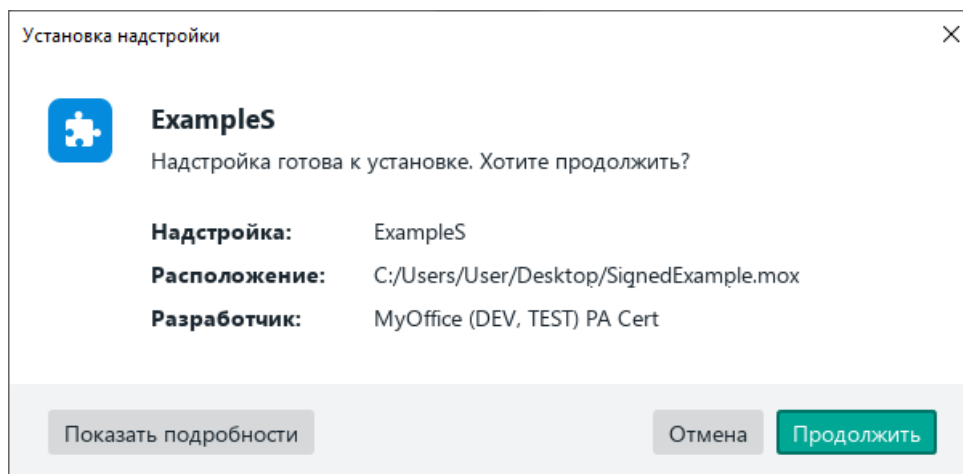 Установка надстройки
ExampleS
Надстройка готова к установке. Хотите продолжить?
Надстройка: ExampleS
Расположение: C:/Users/User/Desktop/SignedExample.mox
Разработчик: MyOffice (DEV, TEST) PA Cert
Показать подробности Отмена Продолжить